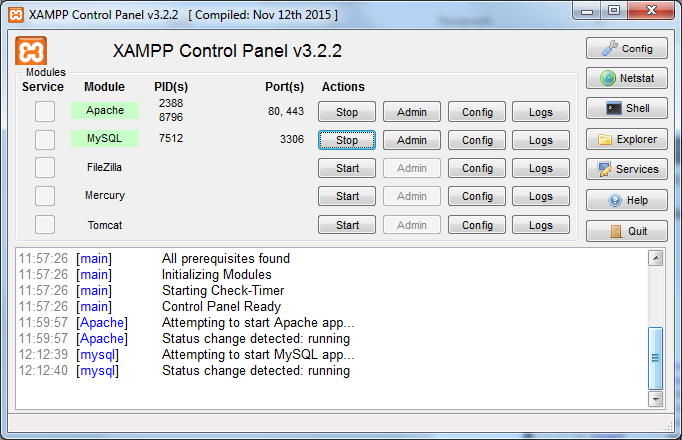 XAMPP Control Panel v3.2.2 [ Compiled: Nov 12th 2015 ]
XAMPP Control Panel v3.2.2
Config
Modules
Service Module PID(s) Port(s) Actions
Netstat
Apache 2388 8796 80, 443 Stop Admin Config Logs
Shell
MySQL 7512 3306 Stop Admin Config Logs
Explorer
FileZilla Start Admin Config Logs
Services
Mercury Start Admin Config Logs
Help
Tomcat Start Admin Config Logs
Quit
11:57:26 [main] All prerequisites found
11:57:26 [main] Initializing Modules
11:57:26 [main] Starting Check-Timer
11:57:26 [main] Control Panel Ready
11:59:57 [Apache] Attempting to start Apache app...
11:59:57 [Apache] Status change detected: running
12:12:39 [mysql] Attempting to start MySQL app...
12:12:40 [mysql] Status change detected: running